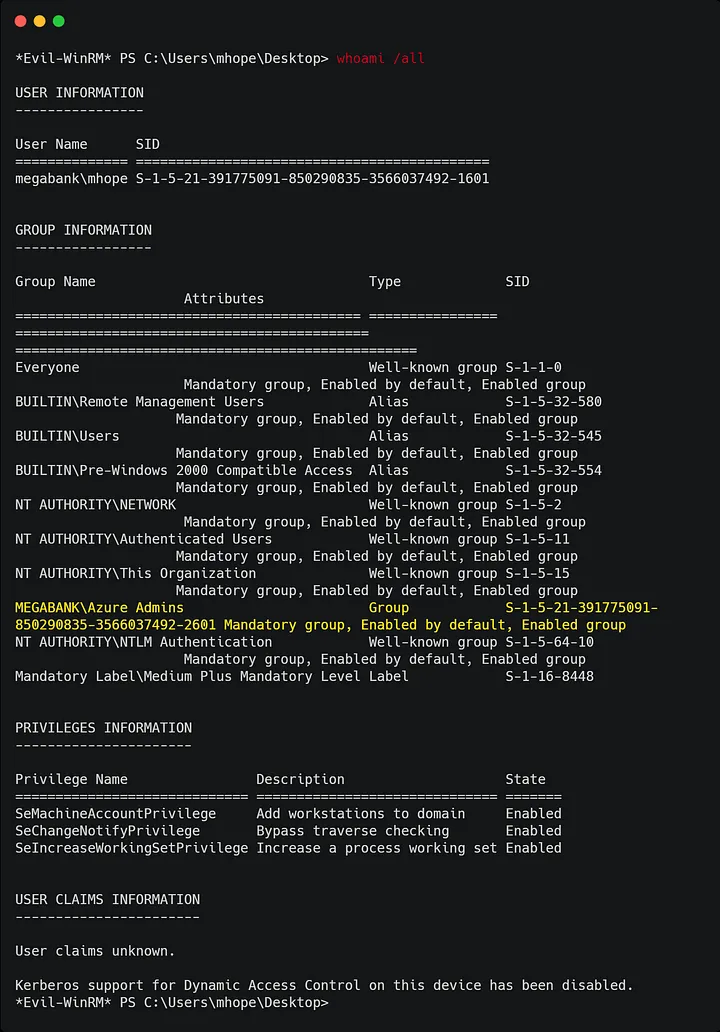 *Evil-WinRM* PS C:\Users\mhope\Desktop> whoami /all

USER INFORMATION
----------------

User Name      SID
============== ============================================
megabank\mhope S-1-5-21-391775091-850290835-3566037492-1601


GROUP INFORMATION
-----------------

Group Name                                  Type             SID
                     Attributes
=========================================== ================
============================================
==================================================
Everyone                                    Well-known group S-1-1-0
                     Mandatory group, Enabled by default, Enabled group
BUILTIN\Remote Management Users             Alias            S-1-5-32-580
                    Mandatory group, Enabled by default, Enabled group
BUILTIN\Users                               Alias            S-1-5-32-545
                    Mandatory group, Enabled by default, Enabled group
BUILTIN\Pre-Windows 2000 Compatible Access  Alias            S-1-5-32-554
                    Mandatory group, Enabled by default, Enabled group
NT AUTHORITY\NETWORK                        Well-known group S-1-5-2
                     Mandatory group, Enabled by default, Enabled group
NT AUTHORITY\Authenticated Users            Well-known group S-1-5-11
                    Mandatory group, Enabled by default, Enabled group
NT AUTHORITY\This Organization              Well-known group S-1-5-15
                    Mandatory group, Enabled by default, Enabled group
MEGABANK\Azure Admins                       Group            S-1-5-21-391775091-
850290835-3566037492-2601 Mandatory group, Enabled by default, Enabled group
NT AUTHORITY\NTLM Authentication            Well-known group S-1-5-64-10
                     Mandatory group, Enabled by default, Enabled group
Mandatory Label\Medium Plus Mandatory Level Label            S-1-16-8448


PRIVILEGES INFORMATION
----------------------

Privilege Name                Description                    State
============================= ============================== =======
SeMachineAccountPrivilege     Add workstations to domain     Enabled
SeChangeNotifyPrivilege       Bypass traverse checking       Enabled
SeIncreaseWorkingSetPrivilege Increase a process working set Enabled


USER CLAIMS INFORMATION
-----------------------

User claims unknown.

Kerberos support for Dynamic Access Control on this device has been disabled.
*Evil-WinRM* PS C:\Users\mhope\Desktop>